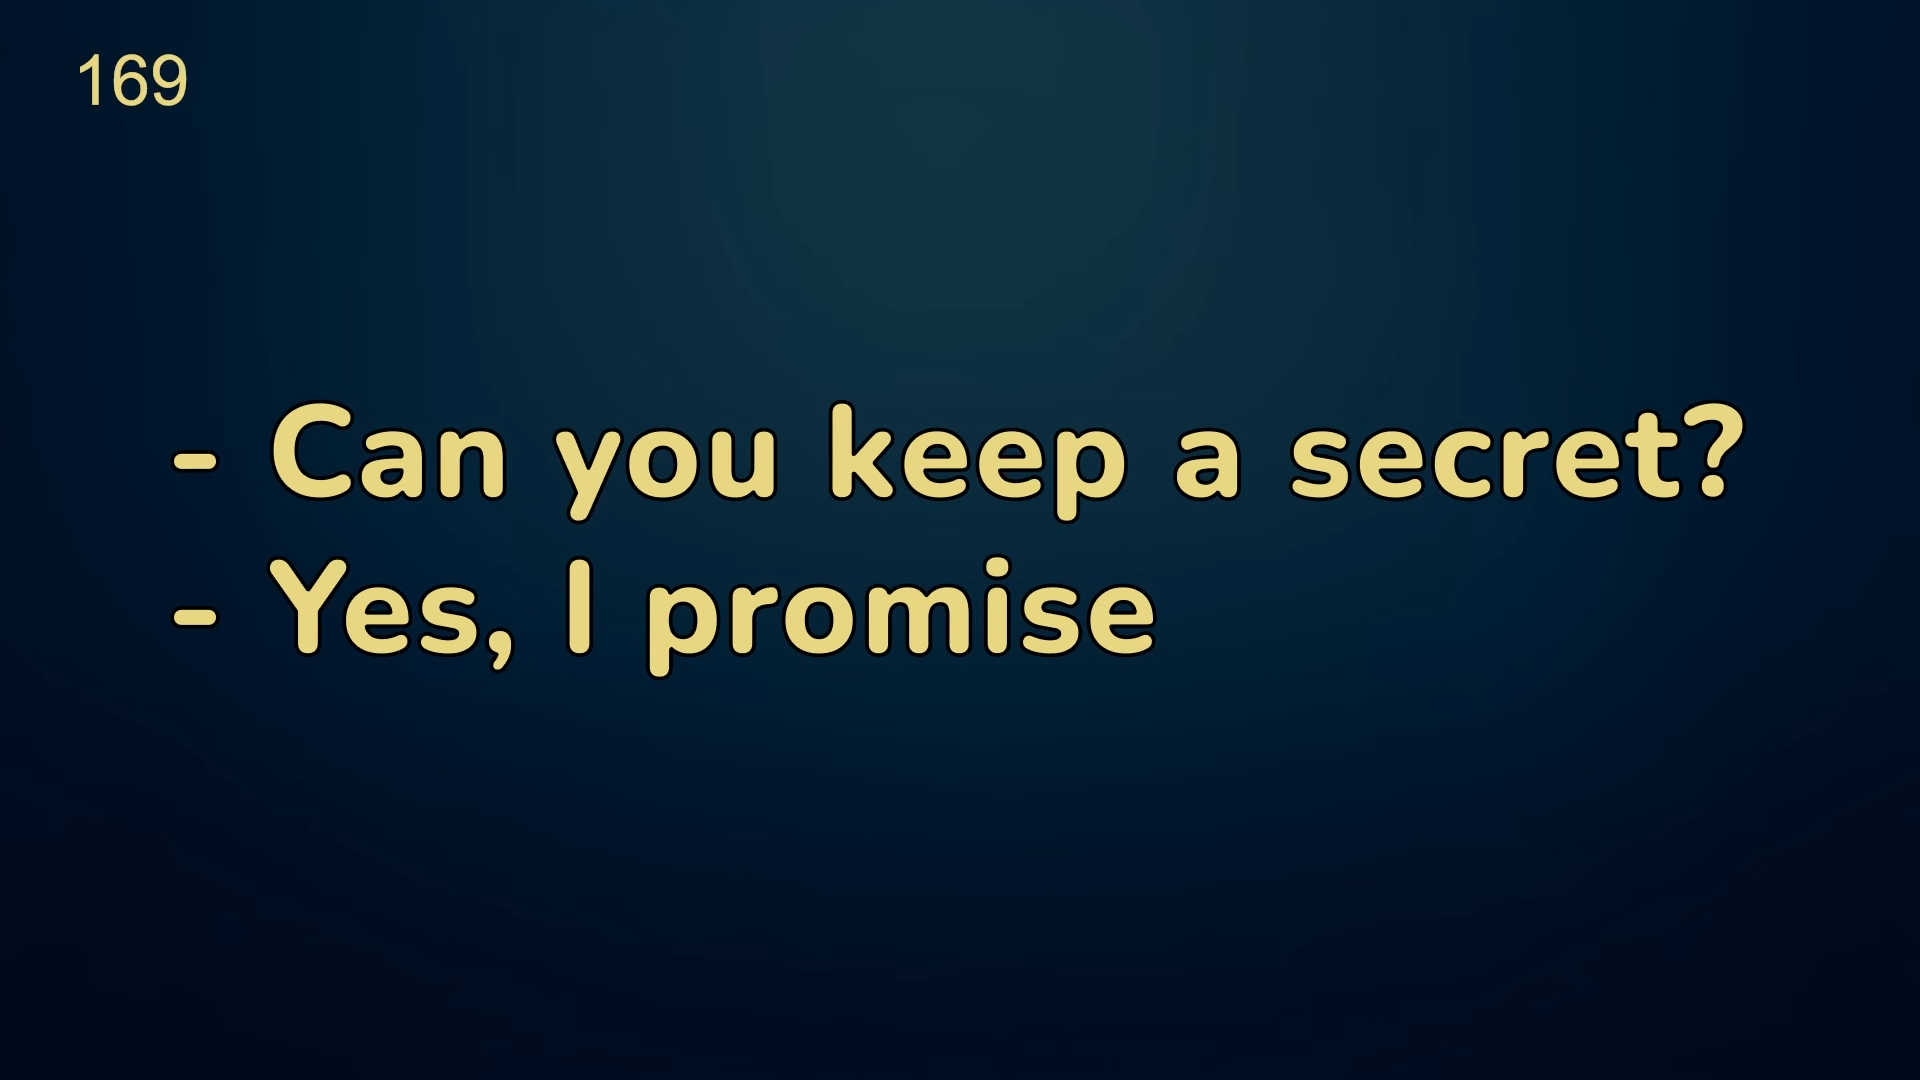 169
- Can you keep a secret?
- Yes, I promise